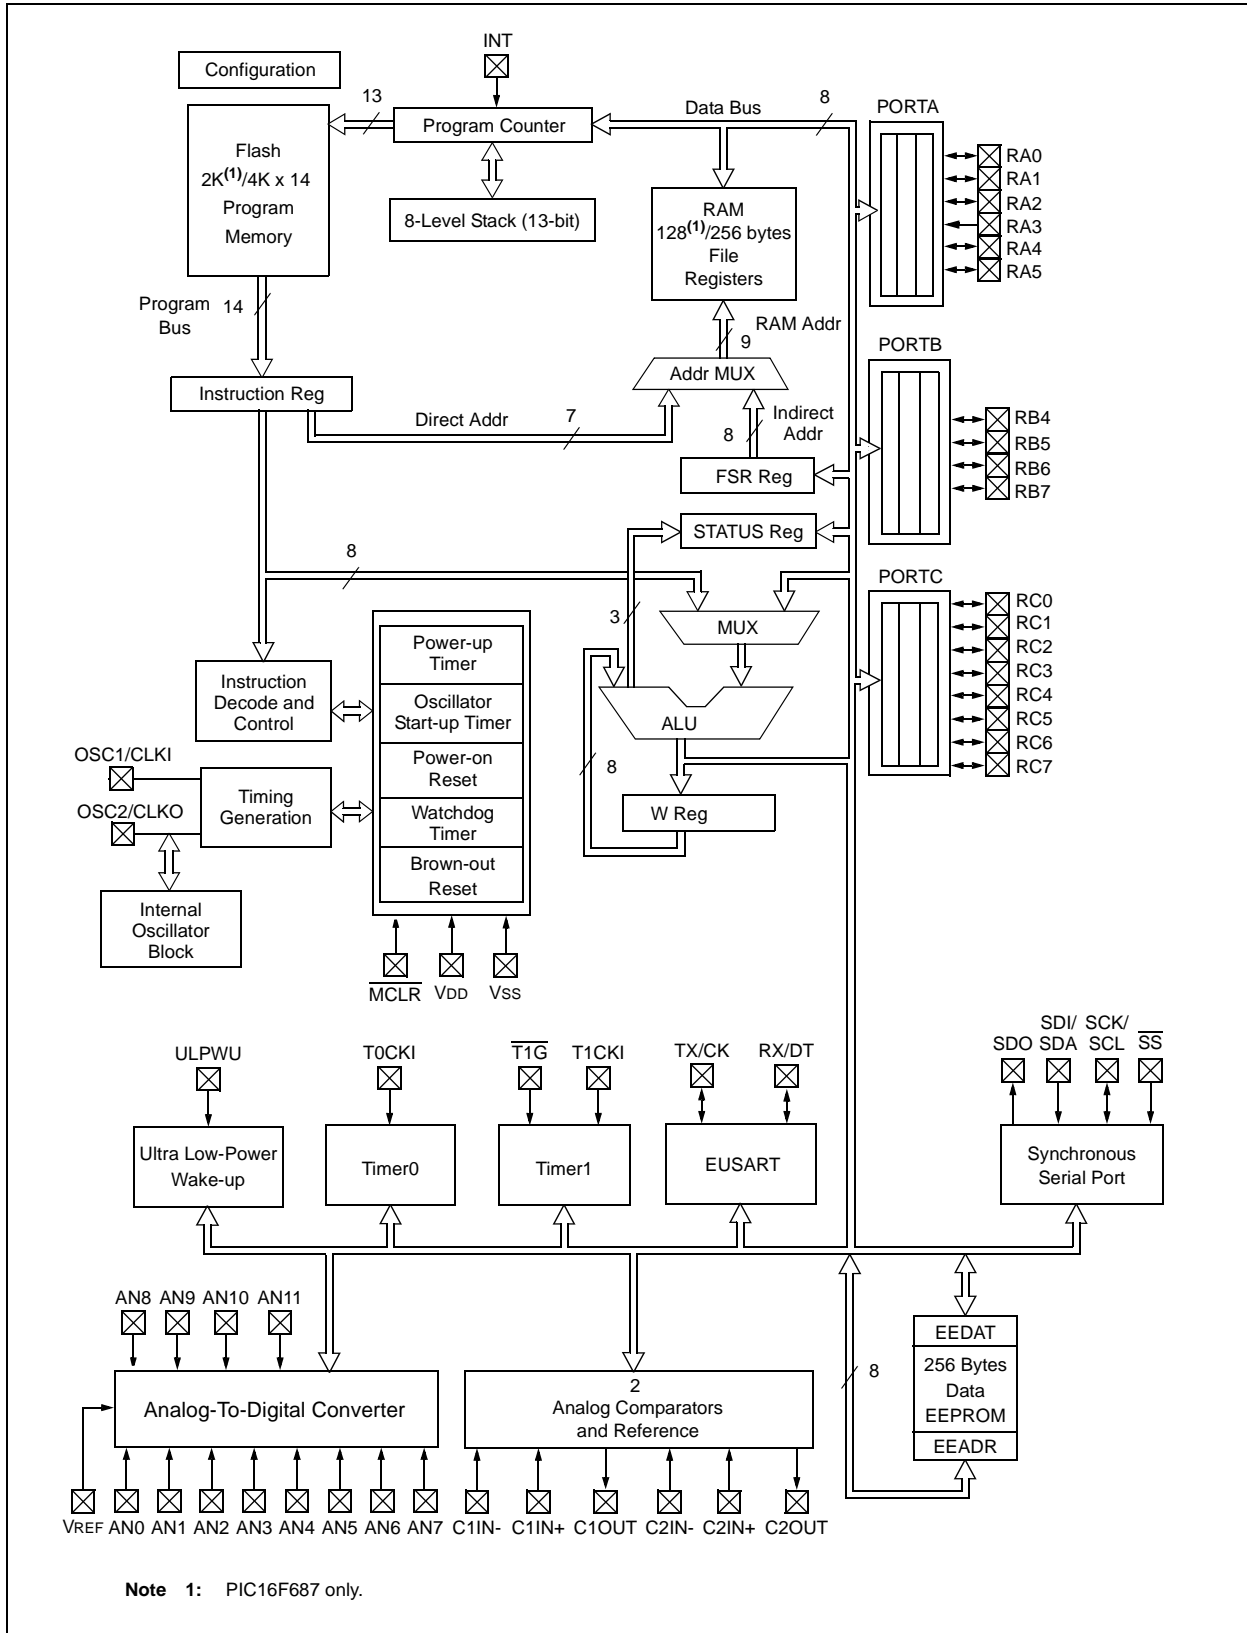 INT
Configuration
13
Program Counter
Data Bus
8
PORTA
Flash
2K(1)/4K x 14
Program
Memory
8-Level Stack (13-bit)
RAM
128(1)/256 bytes
File
Registers
RA0
RA1
RA2
RA3
RA4
RA5
Program
Bus
14
RAM Addr
9
PORTB
Addr MUX
Instruction Reg
Direct Addr
7
Indirect
Addr
8
FSR Reg
RB4
RB5
RB6
RB7
STATUS Reg
8
PORTC
3
MUX
RC0
RC1
RC2
RC3
RC4
RC5
RC6
RC7
Power-up
Timer
Instruction
Decode and
Control
Oscillator
Start-up Timer
ALU
OSC1/CLKI
Power-on
Reset
8
OSC2/CLKO
Timing
Generation
Watchdog
Timer
W Reg
Brown-out
Reset
Internal
Oscillator
Block
MCLR
VDD
VSS
ULPWU
T0CKI
T1G
T1CKI
TX/CK
RX/DT
SDO
SDI/
SDA
SCK/
SCL
SS
Ultra Low-Power
Wake-up
Timer0
Timer1
EUSART
Synchronous
Serial Port
AN8
AN9
AN10
AN11
EEDAT
256 Bytes
Data
EEPROM
EEADR
8
Analog-To-Digital Converter
2
Analog Comparators
and Reference
VREF
AN0
AN1
AN2
AN3
AN4
AN5
AN6
AN7
C1IN-
C1IN+
C1OUT
C2IN-
C2IN+
C2OUT
Note 1: PIC16F687 only.